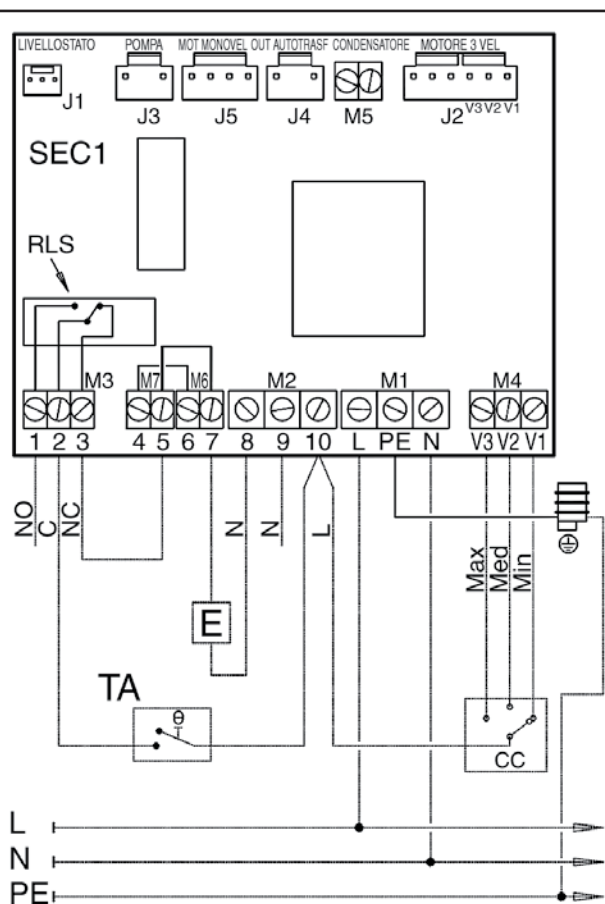 LIVELLOSTATO POMPA MOT MONOVEL OUT AUTOTRASF CONDENSATORE MOTORE 3 VEL
J1 J3 J5 J4 M5 J2 V3 V2 V1
SEC1
RLS
M3 M7 M6 M2 M1 M4
1 2 3 4 5 6 7 8 9 10 L PE N V3 V2 V1
NO C NC N N L Max Med Min
E
TA
θ
CC
L
N
PE